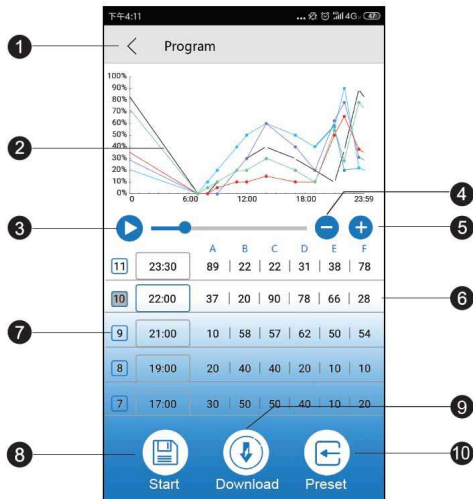 下午4:11 ... 4G 47
1 Program
100%
90%
80%
70%
60%
50%
40%
30%
20%
10%
0%
0 6:00 12:00 18:00 23:59
2
3
4
5
A B C D E F
11 23:30 89 | 22 | 22 | 31 | 38 | 78
10 22:00 37 | 20 | 90 | 78 | 66 | 28 6
7 9 21:00 10 | 58 | 57 | 62 | 50 | 54
8 19:00 20 | 40 | 40 | 20 | 10 | 10
7 17:00 30 | 50 | 50 | 40 | 10 | 20
9
8 10
Start Download Preset